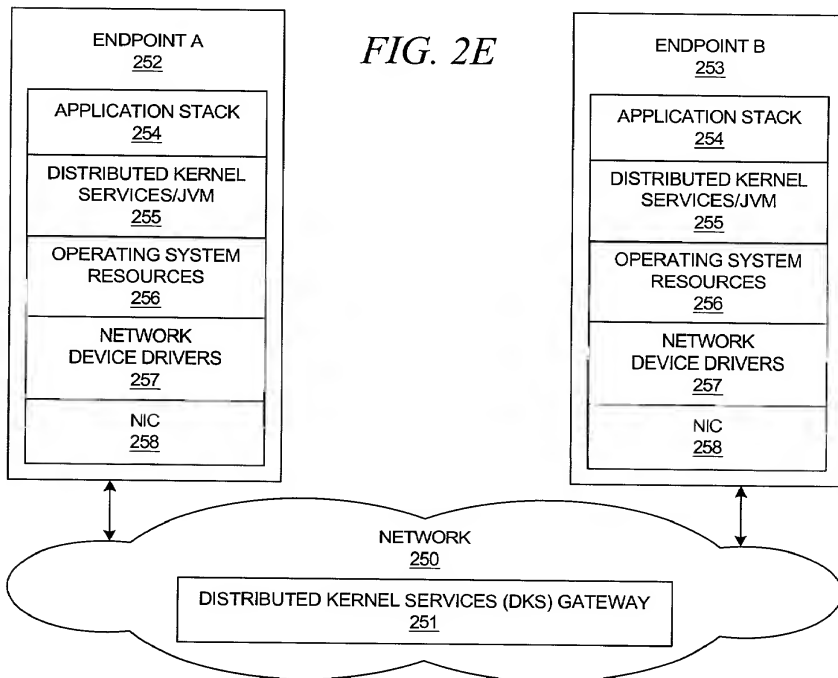 FIG. 2E
ENDPOINT A
252
APPLICATION STACK
254
DISTRIBUTED KERNEL
SERVICES/JVM
255
OPERATING SYSTEM
RESOURCES
256
NETWORK
DEVICE DRIVERS
257
NIC
258
ENDPOINT B
253
APPLICATION STACK
254
DISTRIBUTED KERNEL
SERVICES/JVM
255
OPERATING SYSTEM
RESOURCES
256
NETWORK
DEVICE DRIVERS
257
NIC
258
NETWORK
250
DISTRIBUTED KERNEL SERVICES (DKS) GATEWAY
251